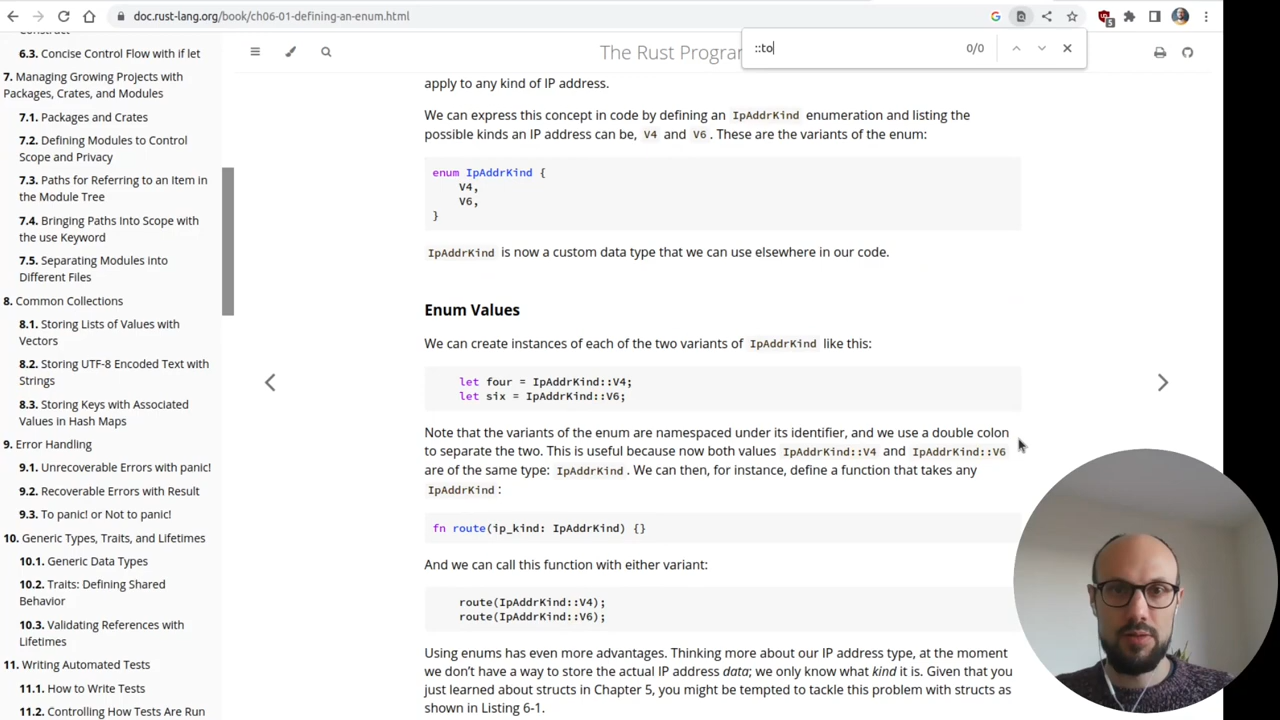 doc.rust-lang.org/book/ch06-01-defining-an-enum.html
5
::to
0/0
6.3. Concise Control Flow with if let
7. Managing Growing Projects with
Packages, Crates, and Modules
7.1. Packages and Crates
7.2. Defining Modules to Control
Scope and Privacy
7.3. Paths for Referring to an Item in
the Module Tree
7.4. Bringing Paths Into Scope with
the use Keyword
7.5. Separating Modules into
Different Files
8. Common Collections
8.1. Storing Lists of Values with
Vectors
8.2. Storing UTF-8 Encoded Text with
Strings
8.3. Storing Keys with Associated
Values in Hash Maps
9. Error Handling
9.1. Unrecoverable Errors with panic!
9.2. Recoverable Errors with Result
9.3. To panic! or Not to panic!
10. Generic Types, Traits, and Lifetimes
10.1. Generic Data Types
10.2. Traits: Defining Shared
Behavior
10.3. Validating References with
Lifetimes
11. Writing Automated Tests
11.1. How to Write Tests
11.2. Controlling How Tests Are Run
The Rust Program
apply to any kind of IP address.
We can express this concept in code by defining an IpAddrKind enumeration and listing the
possible kinds an IP address can be, V4 and V6. These are the variants of the enum:
enum IpAddrKind {
V4,
V6,
}
IpAddrKind is now a custom data type that we can use elsewhere in our code.
Enum Values
We can create instances of each of the two variants of IpAddrKind like this:
let four = IpAddrKind::V4;
let six = IpAddrKind::V6;
Note that the variants of the enum are namespaced under its identifier, and we use a double colon
to separate the two. This is useful because now both values IpAddrKind::V4 and IpAddrKind::V6
are of the same type: IpAddrKind. We can then, for instance, define a function that takes any
IpAddrKind:
fn route(ip_kind: IpAddrKind) {}
And we can call this function with either variant:
route(IpAddrKind::V4);
route(IpAddrKind::V6);
Using enums has even more advantages. Thinking more about our IP address type, at the moment
we don't have a way to store the actual IP address data; we only know what kind it is. Given that you
just learned about structs in Chapter 5, you might be tempted to tackle this problem with structs as
shown in Listing 6-1.